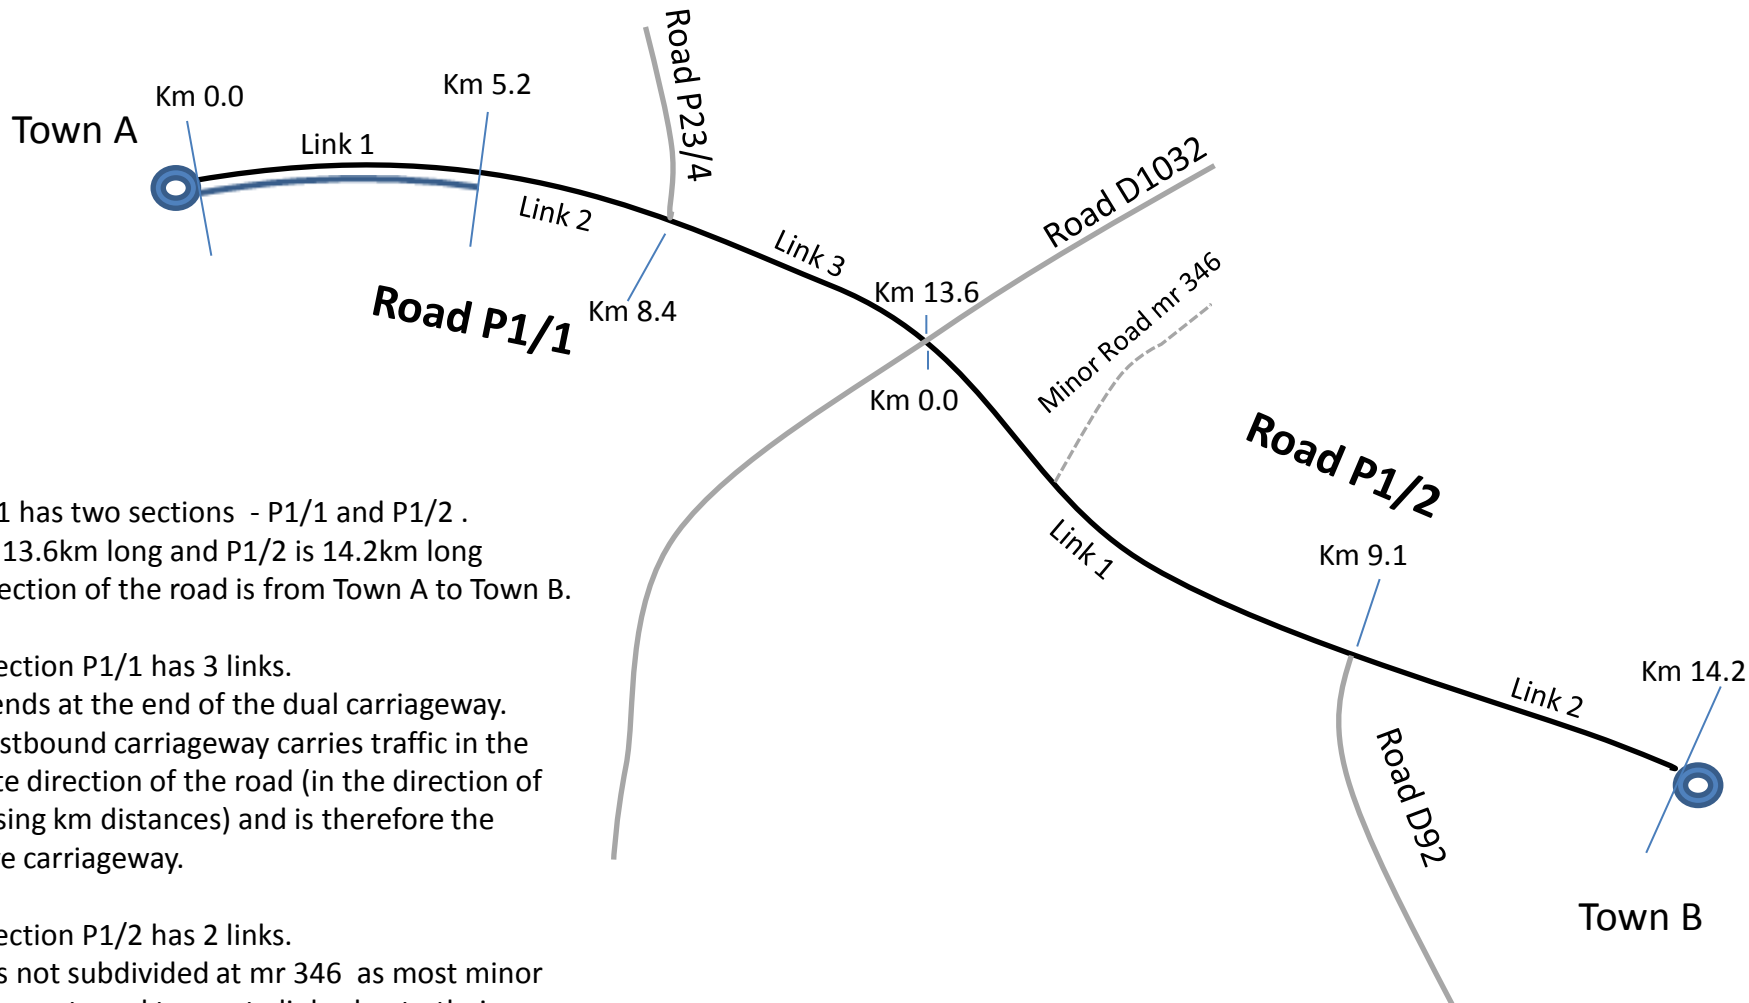 Road P23/4
Km 5.2
Km 0.0
Town A
Link 1
Link 2
Link 3
Road D1032
Minor Road mr 346
Km 13.6
Road P1/1
Km 8.4
Km 0.0
Road P1/2
Link 1
Km 9.1
Km 14.2
Link 2
Road D92
Town B
1 has two sections - P1/1 and P1/2 .
13.6km long and P1/2 is 14.2km long
ection of the road is from Town A to Town B.
ection P1/1 has 3 links.
ends at the end of the dual carriageway.
stbound carriageway carries traffic in the
te direction of the road (in the direction of
sing km distances) and is therefore the
e carriageway.
ection P1/2 has 2 links.
s not subdivided at mr 346 as most minor